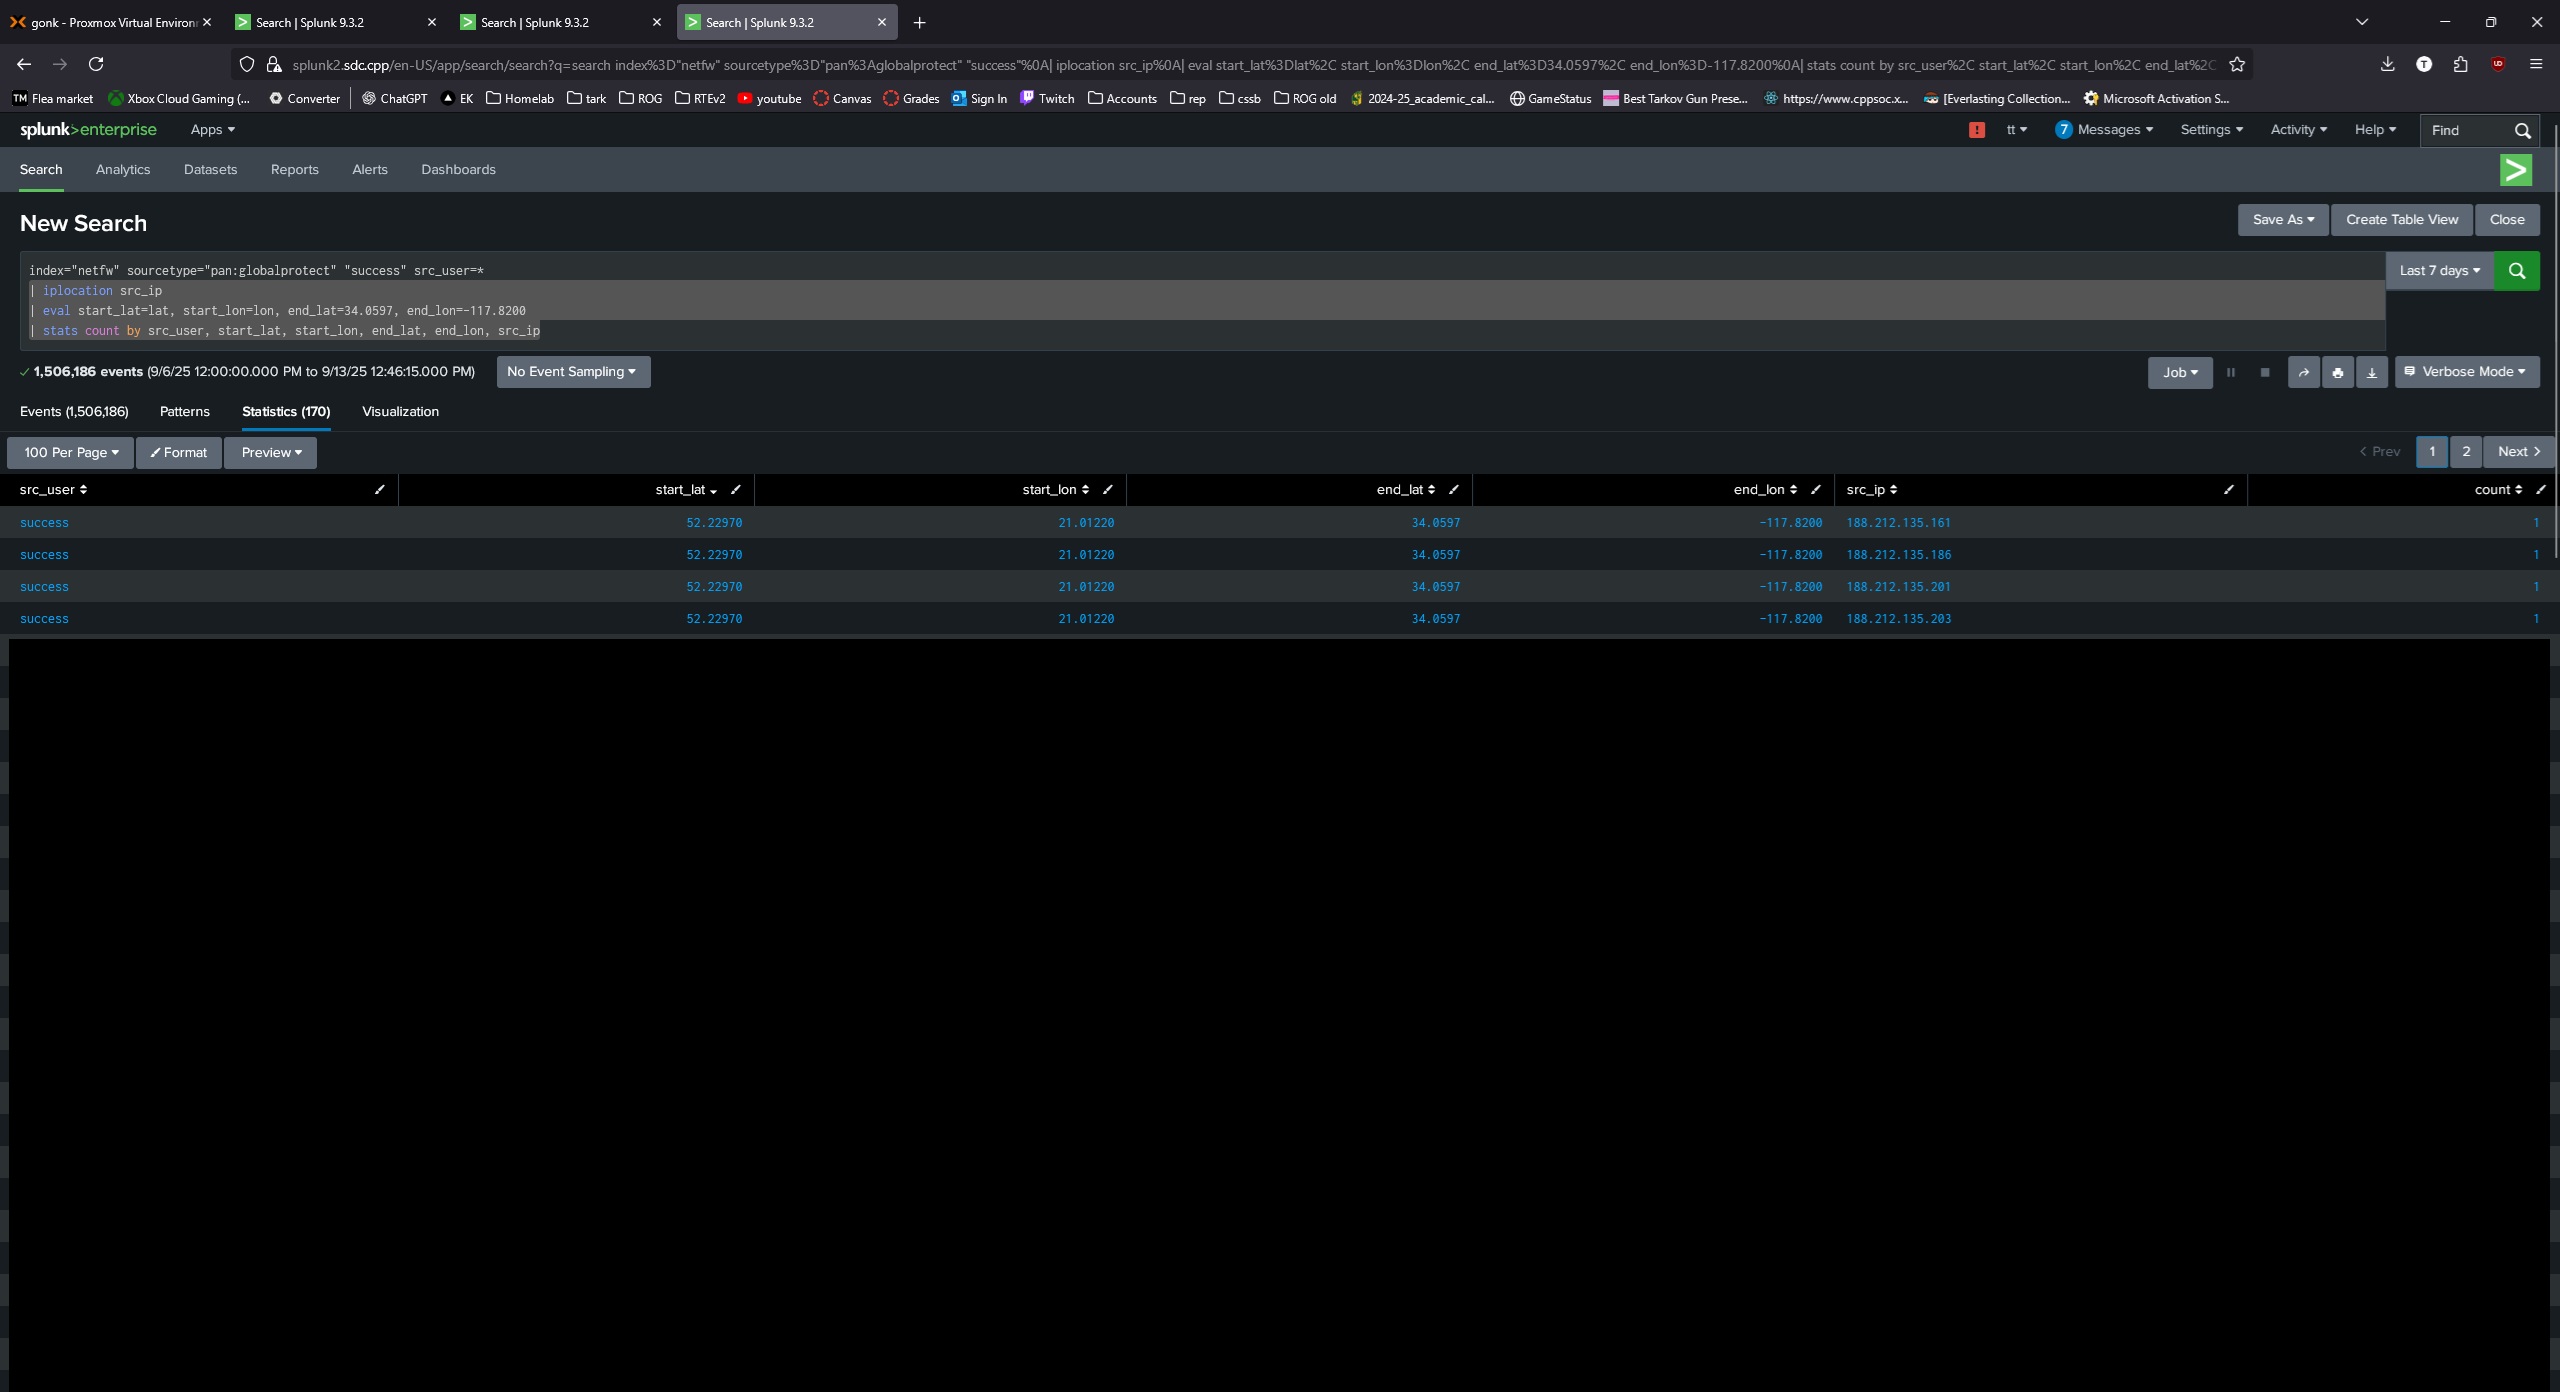 gonk - Proxmox Virtual Environ
Search | Splunk 9.3.2
Search | Splunk 9.3.2
Search | Splunk 9.3.2
splunk2.sdc.cpp/en-US/app/search/search?q=search index%3D"netfw" sourcetype%3D"pan%3Aglobalprotect" "success"%0A| iplocation src_ip%0A| eval start_lat%3Dlat%2C start_lon%3Dlon%2C end_lat%3D34.0597%2C end_lon%3D-117.8200%0A| stats count by src_user%2C start_lat%2C start_lon%2C end_lat%2C
TM Flea market Xbox Cloud Gaming (... Converter ChatGPT EK Homelab tark ROG RTEv2 youtube Canvas Grades Sign In Twitch Accounts rep cssb ROG old 2024-25_academic_cal... GameStatus Best Tarkov Gun Prese... https://www.cppsoc.x... [Everlasting Collection... Microsoft Activation S...
splunk>enterprise Apps tt 7 Messages Settings Activity Help Find
Search Analytics Datasets Reports Alerts Dashboards
New Search
Save As Create Table View Close
index="netfw" sourcetype="pan:globalprotect" "success" src_user=*
| iplocation src_ip
| eval start_lat=lat, start_lon=lon, end_lat=34.0597, end_lon=-117.8200
| stats count by src_user, start_lat, start_lon, end_lat, end_lon, src_ip
Last 7 days
1,506,186 events (9/6/25 12:00:00.000 PM to 9/13/25 12:46:15.000 PM) No Event Sampling Job Verbose Mode
Events (1,506,186) Patterns Statistics (170) Visualization
100 Per Page Format Preview < Prev 1 2 Next >
src_user start_lat start_lon end_lat end_lon src_ip count
success 52.22970 21.01220 34.0597 -117.8200 188.212.135.161 1
success 52.22970 21.01220 34.0597 -117.8200 188.212.135.186 1
success 52.22970 21.01220 34.0597 -117.8200 188.212.135.201 1
success 52.22970 21.01220 34.0597 -117.8200 188.212.135.203 1